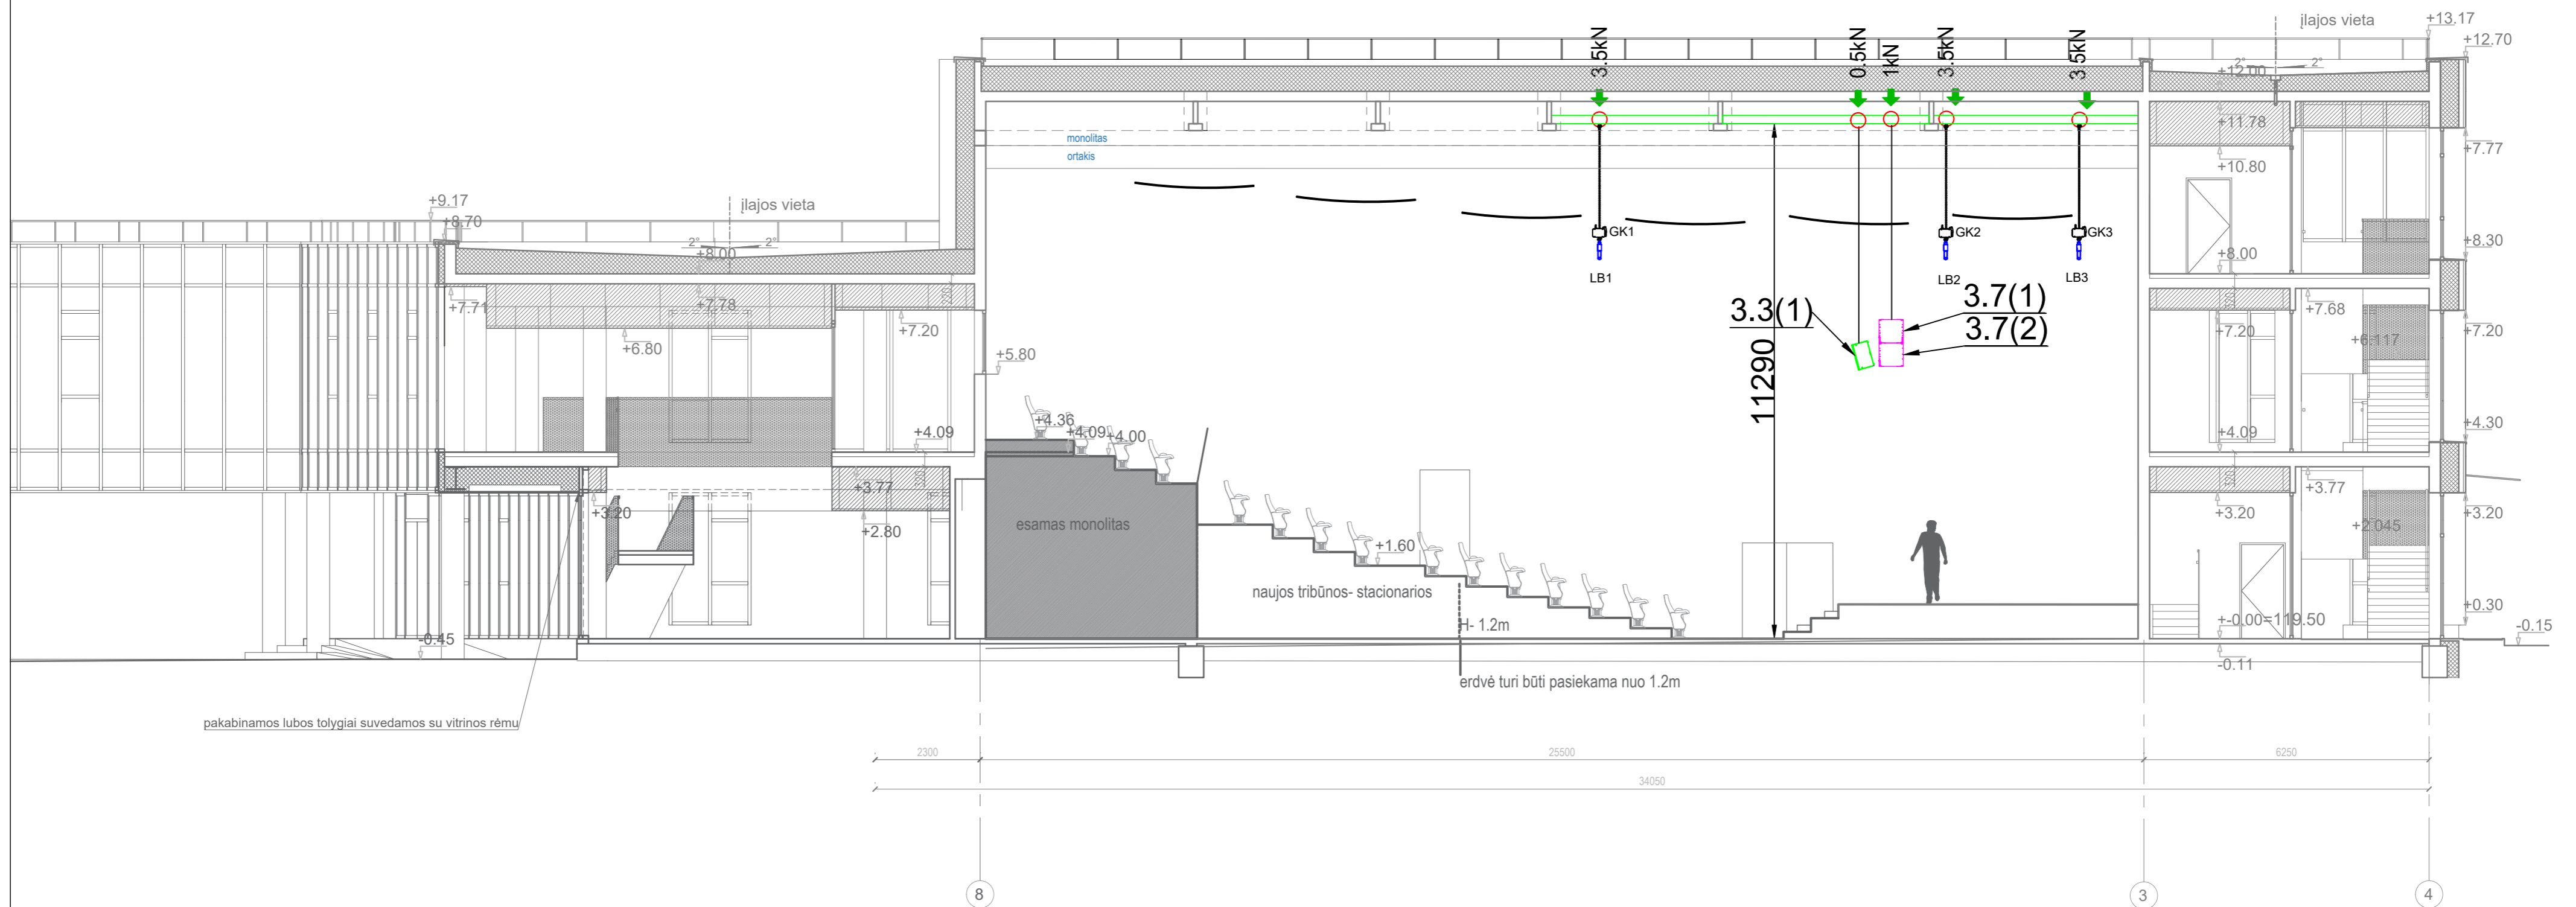 įlajos vieta
+13.17
+12.70
3.5kN
0.5kN
1kN
3.5kN
3.5kN
2°
2°
+12.00
+11.78
monolitas
ortakis
+7.77
+10.80
+9.17
+8.70
įlajos vieta
2°
2°
+8.00
GK1
GK2
GK3
+8.30
+8.00
LB1
LB2
LB3
+7.71
+7.78
220
+7.20
+6.80
3.3(1)
3.7(1)
3.7(2)
+7.20
+7.68
+7.20
+6.117
+5.80
11290
+4.36
+4.09
+4.00
+4.09
+4.09
+4.30
+3.77
+3.20
+2.80
+3.77
+3.20
+3.20
+2.045
esamas monolitas
+1.60
naujos tribūnos- stacionarios
H- 1.2m
+0.30
+-0.00=119.50
-0.15
-0.45
-0.11
erdvė turi būti pasiekama nuo 1.2m
pakabinamos lubos tolygiai suvedamos su vitrinos rėmu
2300
25500
6250
34050
8
3
4